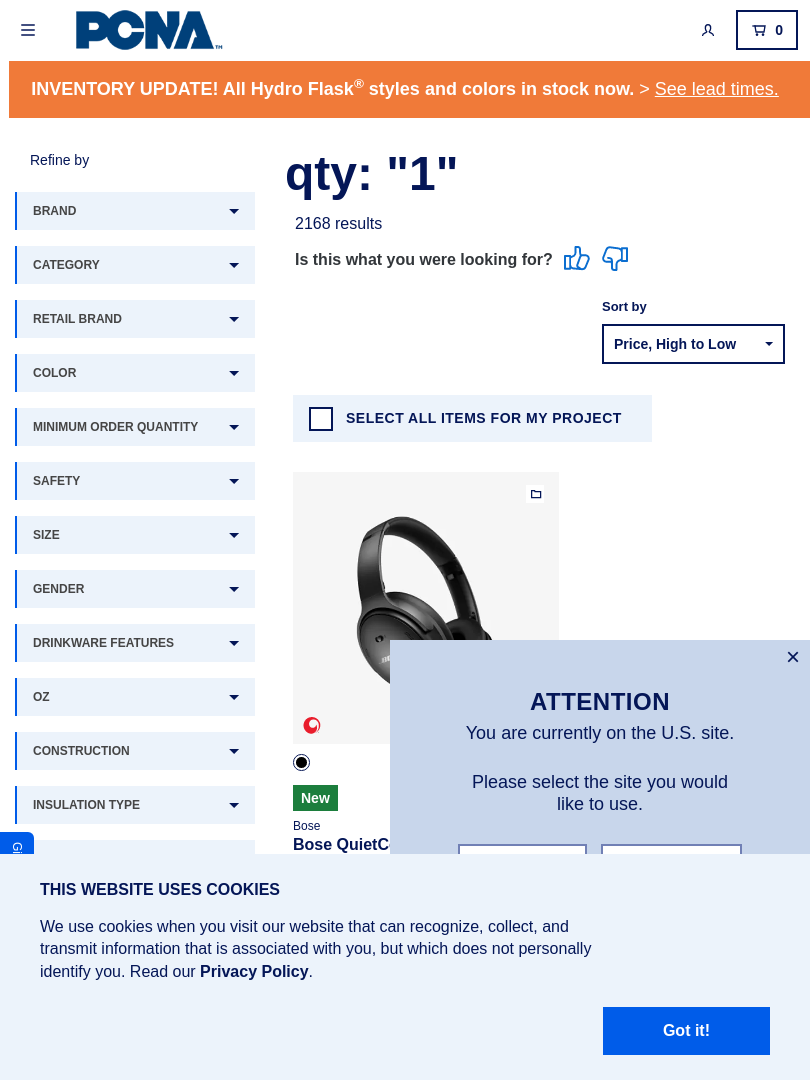 PCNA™
0
INVENTORY UPDATE! All Hydro Flask® styles and colors in stock now. > See lead times.
Refine by
BRAND
CATEGORY
RETAIL BRAND
COLOR
MINIMUM ORDER QUANTITY
SAFETY
SIZE
GENDER
DRINKWARE FEATURES
OZ
CONSTRUCTION
INSULATION TYPE
qty: "1"
2168 results
Is this what you were looking for?
Sort by
Price, High to Low
SELECT ALL ITEMS FOR MY PROJECT
New
Bose
Bose QuietC
×
ATTENTION
You are currently on the U.S. site.
Please select the site you would
like to use.
THIS WEBSITE USES COOKIES
We use cookies when you visit our website that can recognize, collect, and
transmit information that is associated with you, but which does not personally
identify you. Read our Privacy Policy.
Got it!